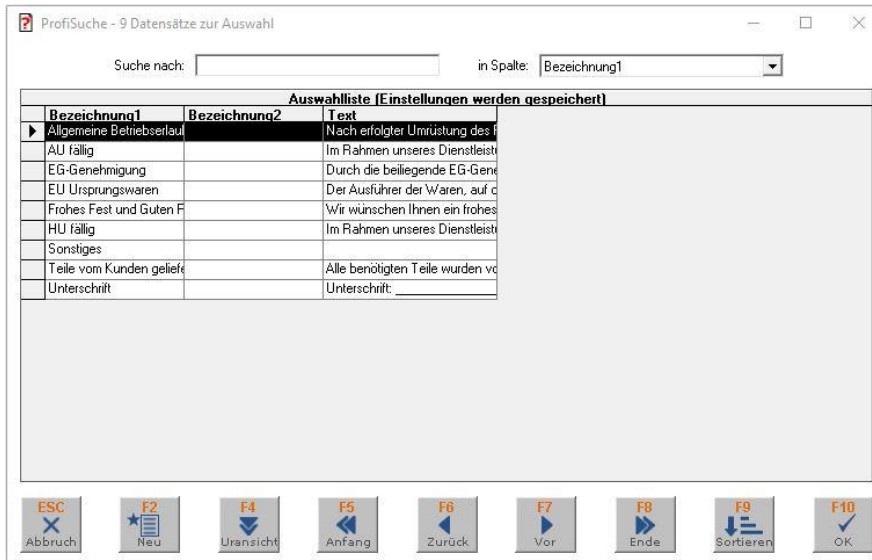 ProfiSuche - 9 Datensätze zur Auswahl
Suche nach: in Spalte: Bezeichnung1
Auswahlliste (Einstellungen werden gespeichert)
Bezeichnung1 Bezeichnung2 Text
Allgemeine Betriebserlau Nach erfolgter Umrüstung des F
AU fällig Im Rahmen unseres Dienstleist
EG-Genehmigung Durch die beiliegende EG-Gene
EU Ursprungswaren Der Ausführer der Waren, auf
Frohes Fest und Guten F Wir wünschen Ihnen ein frohes
HU fällig Im Rahmen unseres Dienstleist
Sonstiges
Teile vom Kunden geliefe Alle benötigten Teile wurden vo
Unterschrift Unterschrift: ____________
ESC F2 F4 F5 F6 F7 F8 F9 F10
Abbruch Neu Uransicht Anfang Zurück Vor Ende Sortieren OK